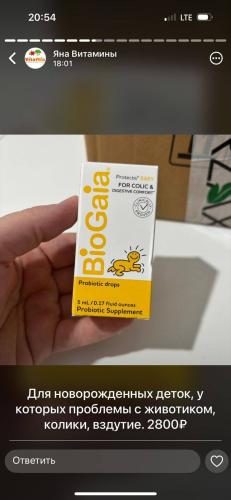 20:54
LTE 7
Яна Витамины
18:01
BioGaia
Protectis® BABY
FOR COLIC &
DIGESTIVE COMFORT
Probiotic drops
5 mL / 0.17 fluid ounces
Probiotic Supplement
Для новорожденных деток, у
которых проблемы с животиком,
колики, вздутие. 2800₽
Ответить